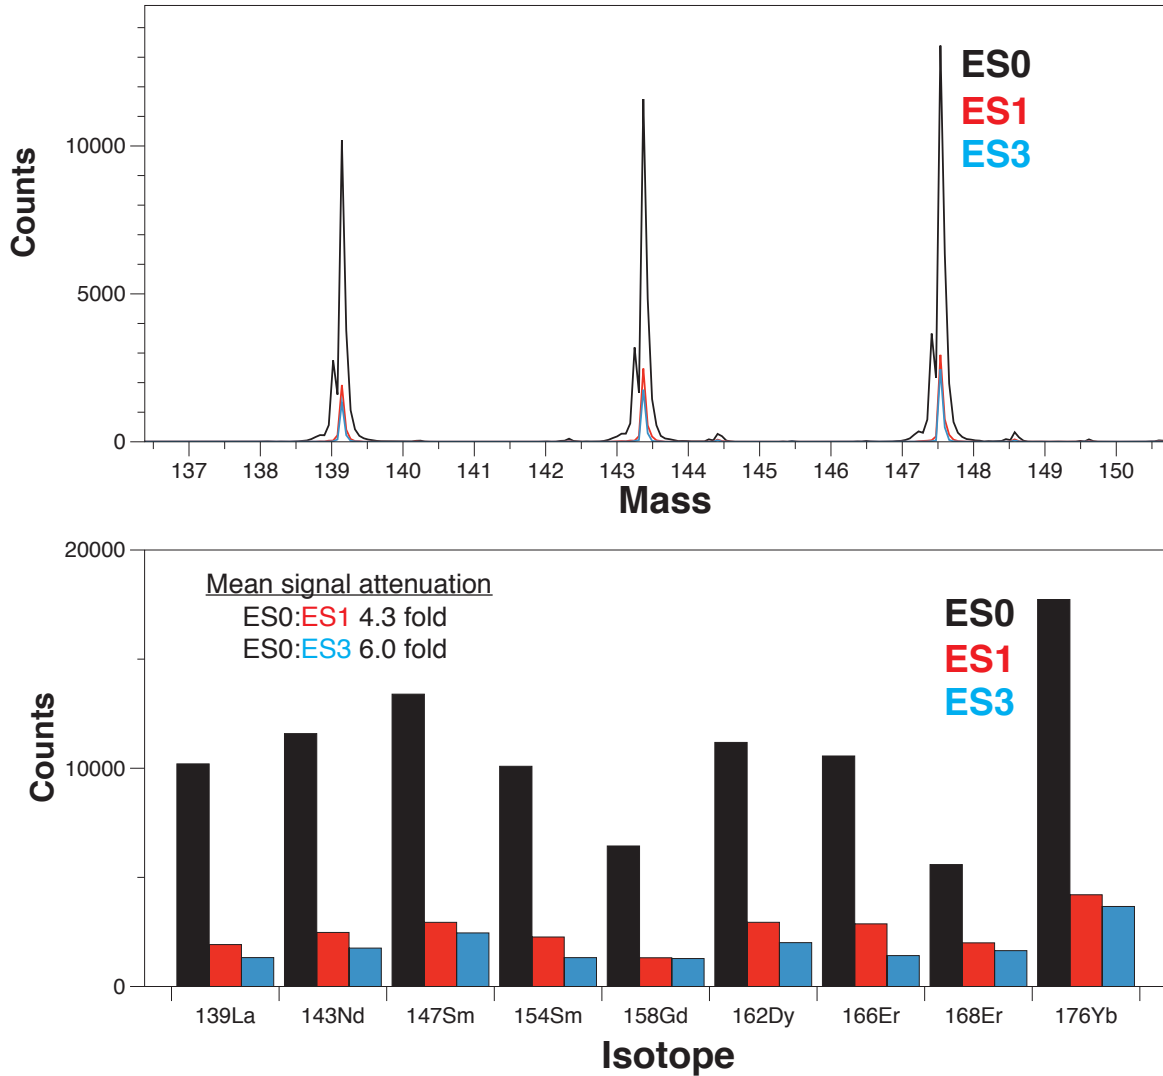 ES0
ES1
ES3
Counts
10000
5000
0
137 138 139 140 141 142 143 144 145 146 147 148 149 150
Mass
20000
Mean signal attenuation
ES0:ES1 4.3 fold
ES0:ES3 6.0 fold
ES0
ES1
ES3
Counts
10000
0
139La 143Nd 147Sm 154Sm 158Gd 162Dy 166Er 168Er 176Yb
Isotope